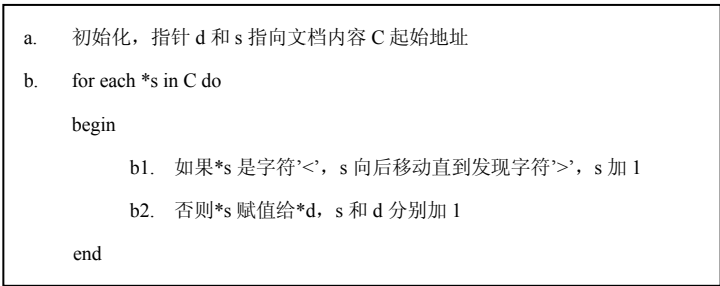 a. 初始化，指针 d 和 s 指向文档内容 C 起始地址
b. for each *s in C do
begin
b1. 如果*s 是字符’<’，s 向后移动直到发现字符’>’，s 加 1
b2. 否则*s 赋值给*d，s 和 d 分别加 1
end